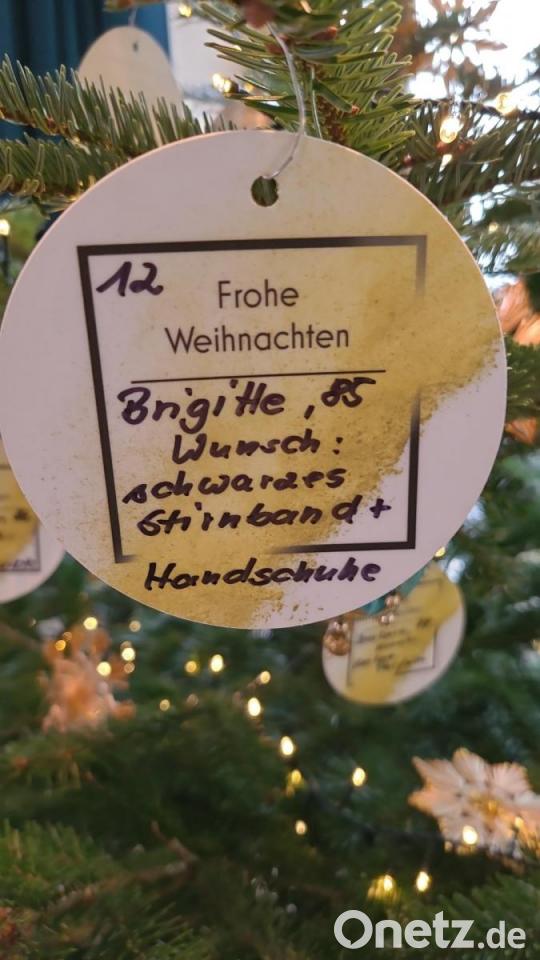 12
Frohe
Weihnachten
Brigitte, 85
Wunsch:
schwarzes
Stirnband +
Handschuhe
Onetz.de